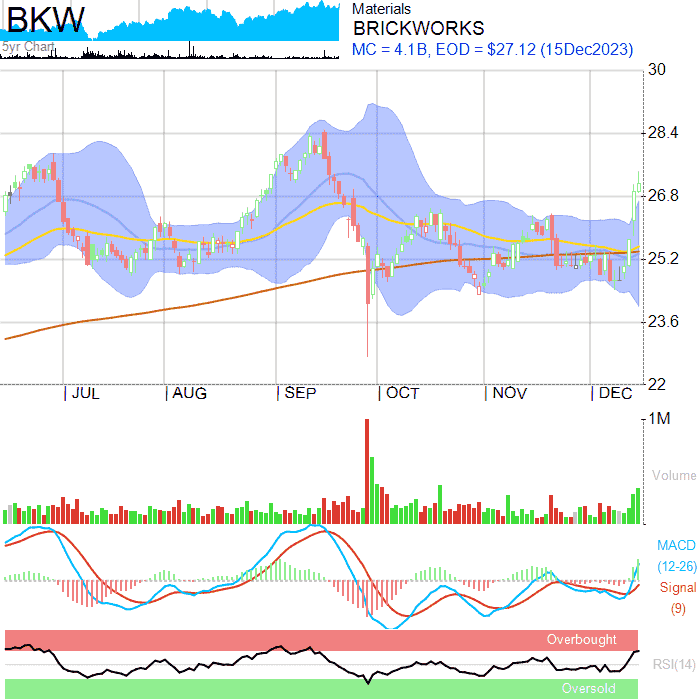 BKW
5yr Chart
Materials
BRICKWORKS
MC = 4.1B, EOD = $27.12 (15Dec2023)
30
28.4
26.8
25.2
23.6
22
JUL
AUG
SEP
OCT
NOV
DEC
1M
Volume
MACD
(12-26)
Signal
(9)
Overbought
RSI(14)
Oversold